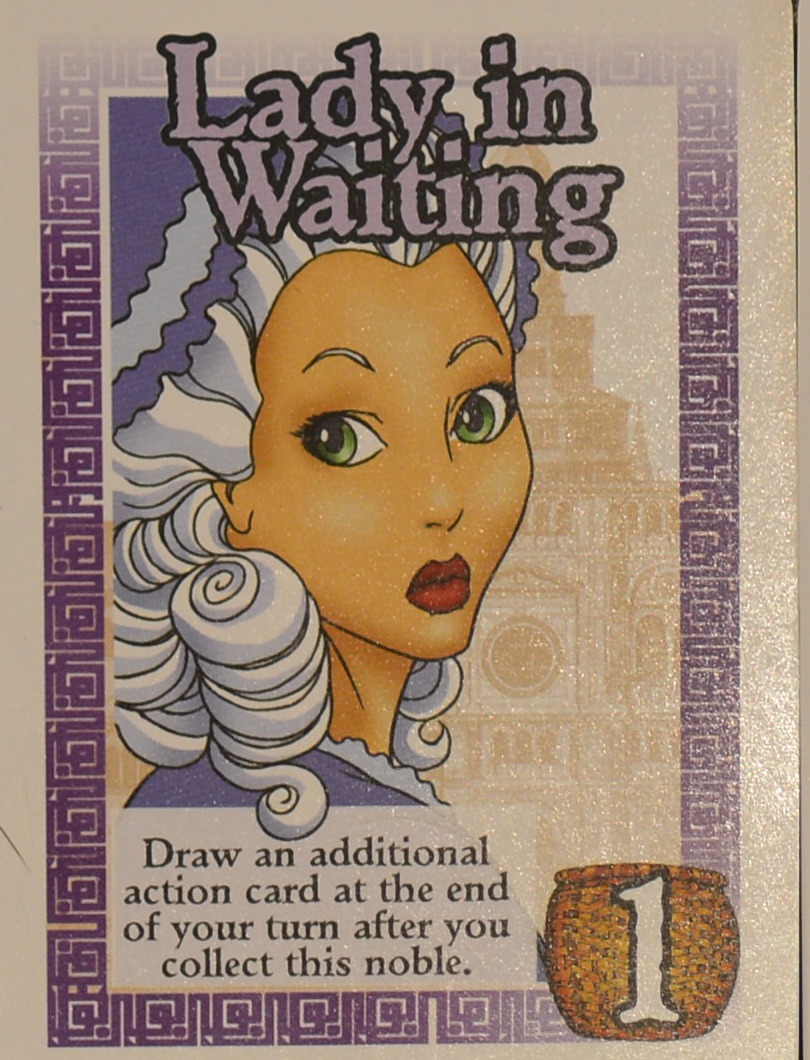 Lady in
Waiting
Draw an additional
action card at the end
of your turn after you
collect this noble.
1